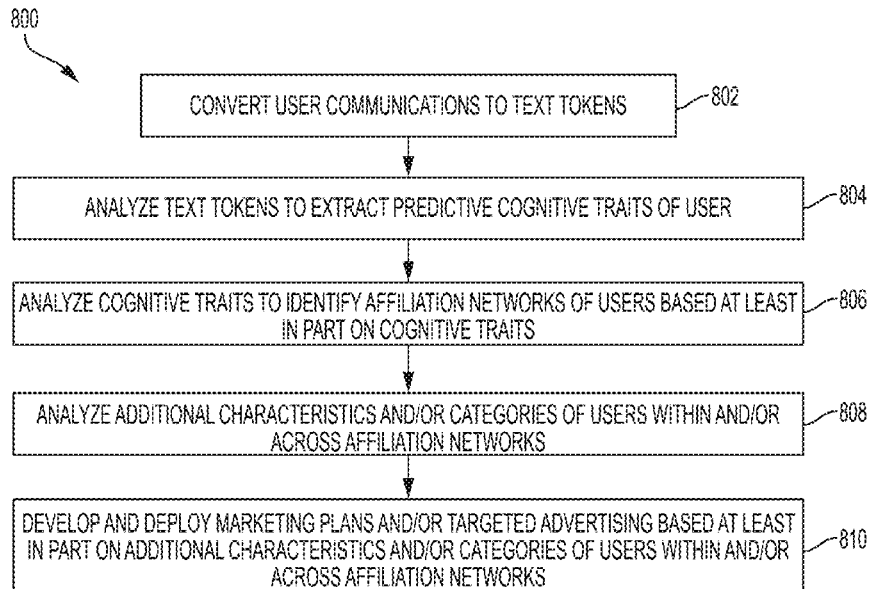 800
CONVERT USER COMMUNICATIONS TO TEXT TOKENS
802
ANALYZE TEXT TOKENS TO EXTRACT PREDICTIVE COGNITIVE TRAITS OF USER
804
ANALYZE COGNITIVE TRAITS TO IDENTIFY AFFILIATION NETWORKS OF USERS BASED AT LEAST
IN PART ON COGNITIVE TRAITS
806
ANALYZE ADDITIONAL CHARACTERISTICS AND/OR CATEGORIES OF USERS WITHIN AND/OR
ACROSS AFFILIATION NETWORKS
808
DEVELOP AND DEPLOY MARKETING PLANS AND/OR TARGETED ADVERTISING BASED AT LEAST
IN PART ON ADDITIONAL CHARACTERISTICS AND/OR CATEGORIES OF USERS WITHIN AND/OR
ACROSS AFFILIATION NETWORKS
810